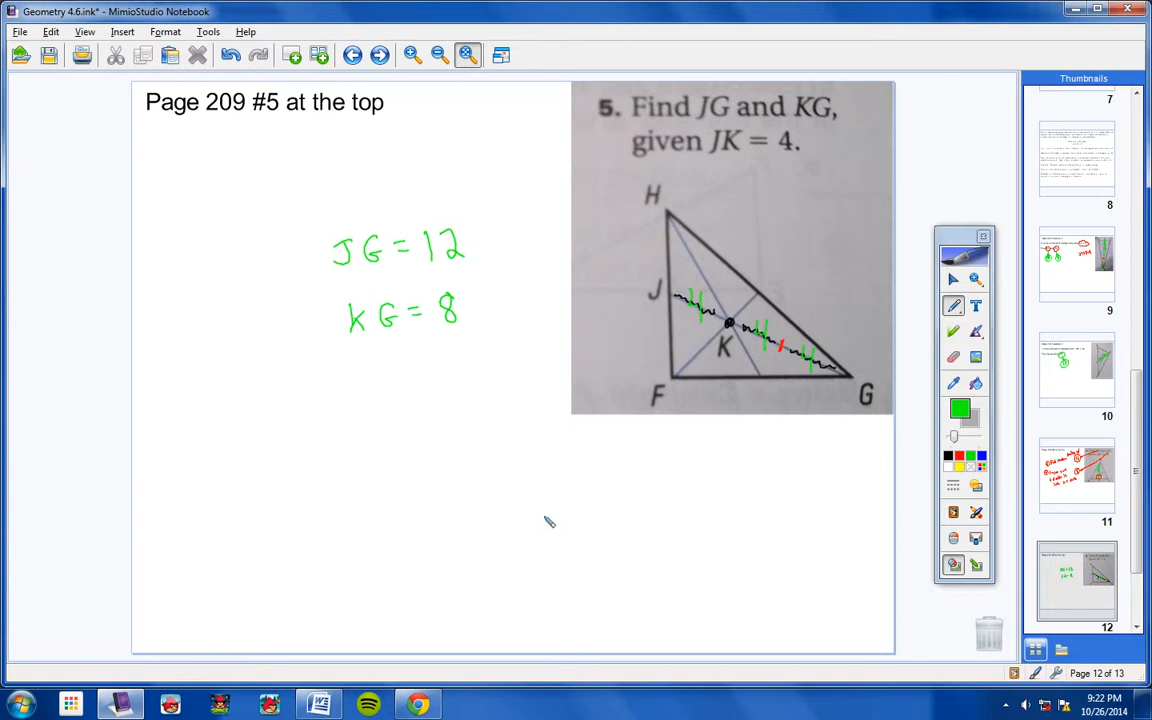 Geometry 4.6.ink* - MimioStudio Notebook
File Edit View Insert Format Tools Help
Page 209 #5 at the top
5. Find JG and KG,
given JK = 4.
JG = 12
KG = 8
H
J
K
F
G
Thumbnails
7
8
9
10
11
12
Page 12 of 13
9:22 PM
10/26/2014